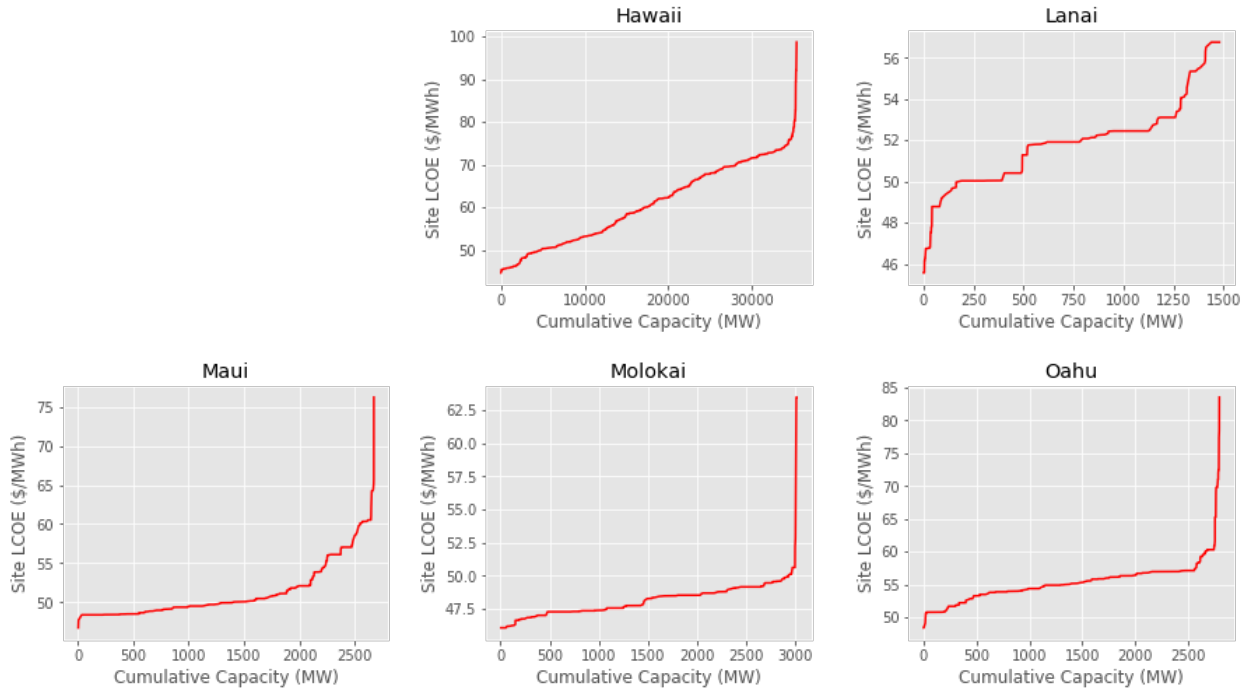 Hawaii
100
90
80
70
60
50
Site LCOE ($/MWh)
0 10000 20000 30000
Cumulative Capacity (MW)
Lanai
56
54
52
50
48
46
Site LCOE ($/MWh)
0 250 500 750 1000 1250 1500
Cumulative Capacity (MW)
Maui
75
70
65
60
55
50
Site LCOE ($/MWh)
0 500 1000 1500 2000 2500
Cumulative Capacity (MW)
Molokai
62.5
60.0
57.5
55.0
52.5
50.0
47.5
Site LCOE ($/MWh)
0 500 1000 1500 2000 2500 3000
Cumulative Capacity (MW)
Oahu
85
80
75
70
65
60
55
50
Site LCOE ($/MWh)
0 500 1000 1500 2000 2500
Cumulative Capacity (MW)